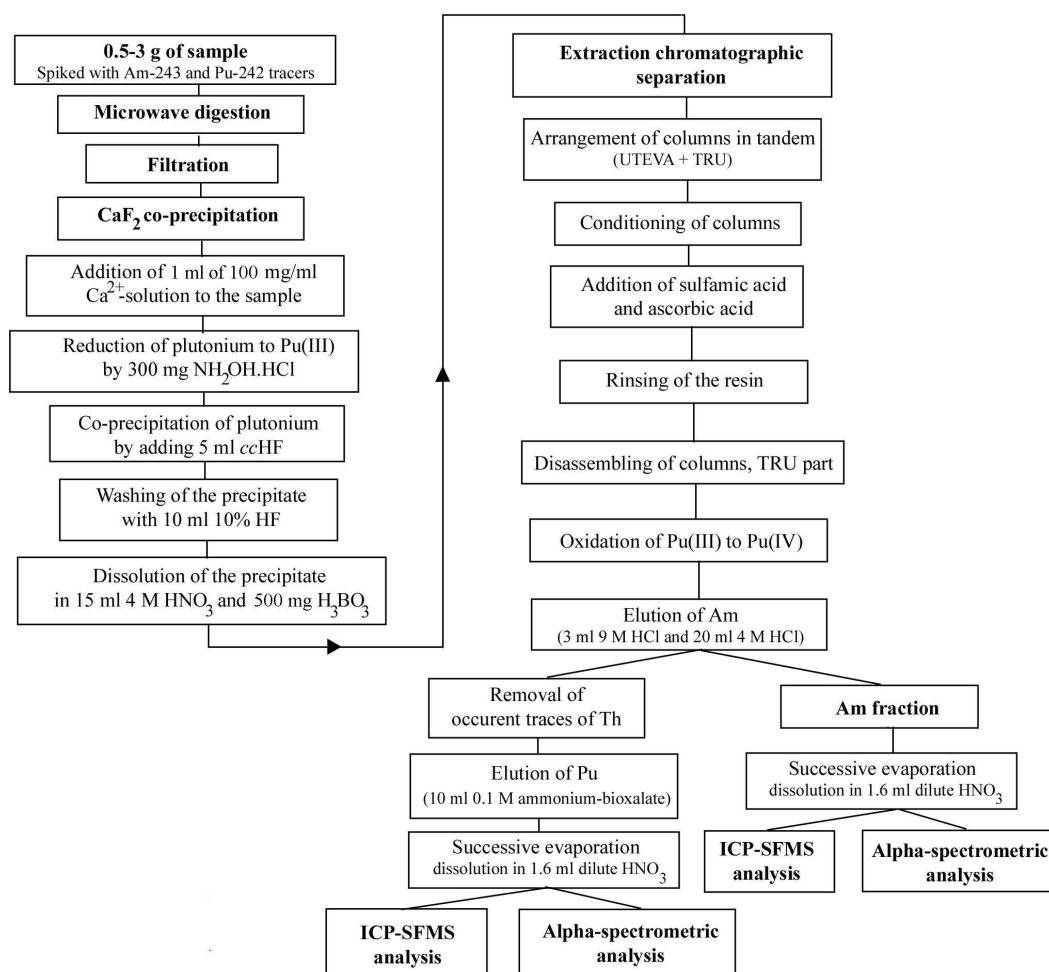 0.5-3 g of sample
Spiked with Am-243 and Pu-242 tracers
Microwave digestion
Filtration
CaF2 co-precipitation
Addition of 1 ml of 100 mg/ml
Ca2+-solution to the sample
Reduction of plutonium to Pu(III)
by 300 mg NH2OH.HCl
Co-precipitation of plutonium
by adding 5 ml ccHF
Washing of the precipitate
with 10 ml 10% HF
Dissolution of the precipitate
in 15 ml 4 M HNO3 and 500 mg H3BO3
Extraction chromatographic
separation
Arrangement of columns in tandem
(UTEVA + TRU)
Conditioning of columns
Addition of sulfamic acid
and ascorbic acid
Rinsing of the resin
Disassembling of columns, TRU part
Oxidation of Pu(III) to Pu(IV)
Elution of Am
(3 ml 9 M HCl and 20 ml 4 M HCl)
Removal of
occurent traces of Th
Elution of Pu
(10 ml 0.1 M ammonium-bioxalate)
Successive evaporation
dissolution in 1.6 ml dilute HNO3
ICP-SFMS
analysis
Alpha-spectrometric
analysis
Am fraction
Successive evaporation
dissolution in 1.6 ml dilute HNO3
ICP-SFMS
analysis
Alpha-spectrometric
analysis